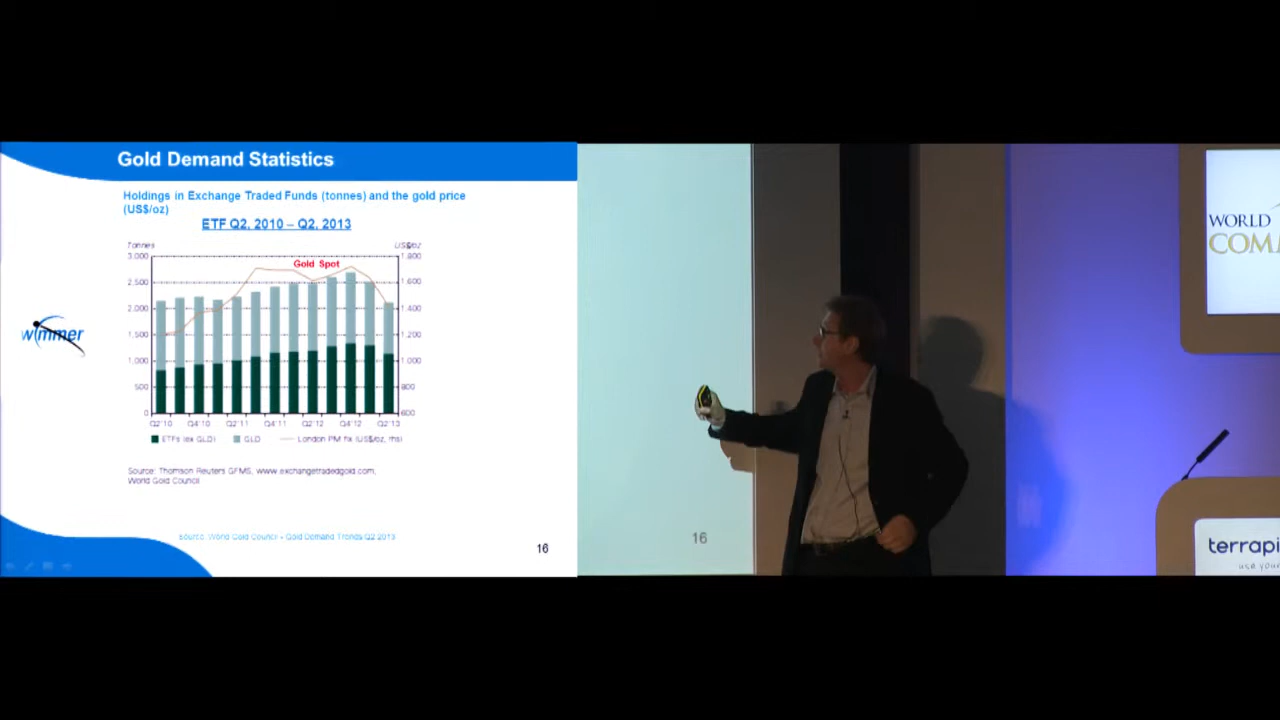 Gold Demand Statistics
Holdings in Exchange Traded Funds (tonnes) and the gold price
(US$/oz)
ETF Q2, 2010 – Q2, 2013
Tonnes
US$/oz
3,000
1,800
Gold Spot
2,500
1,600
2,000
1,400
1,500
1,200
1,000
1,000
500
800
0
600
Q2'10 Q4'10 Q2'11 Q4'11 Q2'12 Q4'12 Q2'13
ETFs (ex GLD) GLD London PM fix (US$/oz, rhs)
Source: Thomson Reuters GFMS, www.exchangetradedgold.com,
World Gold Council
Source: World Gold Council – Gold Demand Trends Q2 2013
16
wimmer
16
WORLD
COMM
terrapi
use your